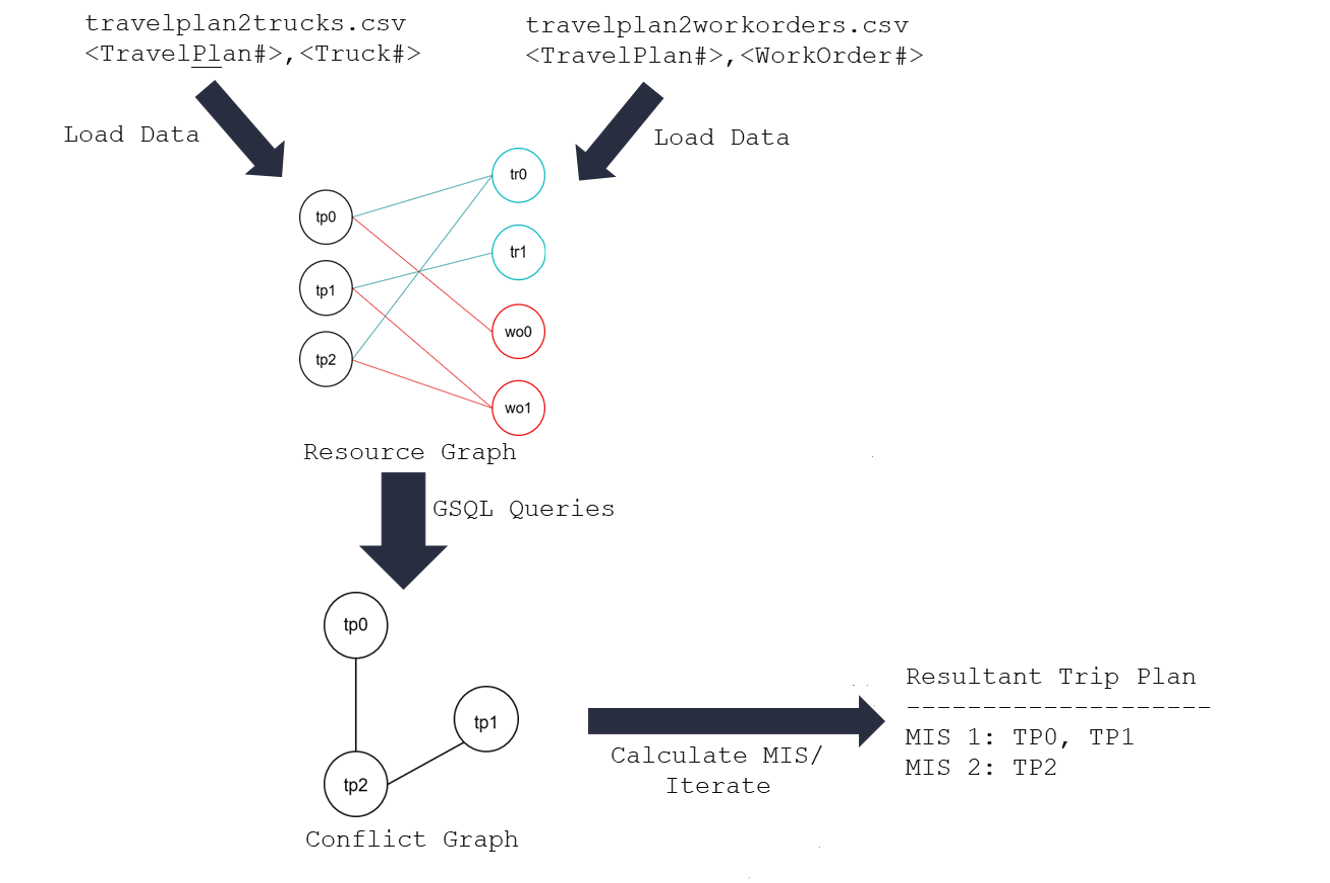 travelplan2trucks.csv
<TravelPlan#>,<Truck#>
travelplan2workorders.csv
<TravelPlan#>,<WorkOrder#>
Load Data
Load Data
tp0
tp1
tp2
tr0
tr1
wo0
wo1
Resource Graph
GSQL Queries
tp0
tp1
tp2
Conflict Graph
Calculate MIS/
Iterate
Resultant Trip Plan
--------------------
MIS 1: TP0, TP1
MIS 2: TP2